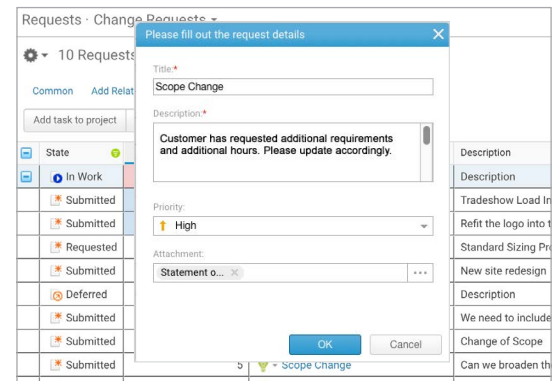 Requests · Change Requests
Please fill out the request details
10 Requests
Title:*
Common Add Relat
Scope Change
Description:*
Add task to project
Customer has requested additional requirements
and additional hours. Please update accordingly.
State
Description
In Work
Description
Submitted
Tradeshow Load In
Priority:
Submitted
Refit the logo into t
High
Requested
Standard Sizing Pro
Attachment:
Submitted
Statement o...
New site redesign
Deferred
Description
Submitted
We need to include
Submitted
OK Cancel
Change of Scope
Submitted
5 Scope Change
Can we broaden th